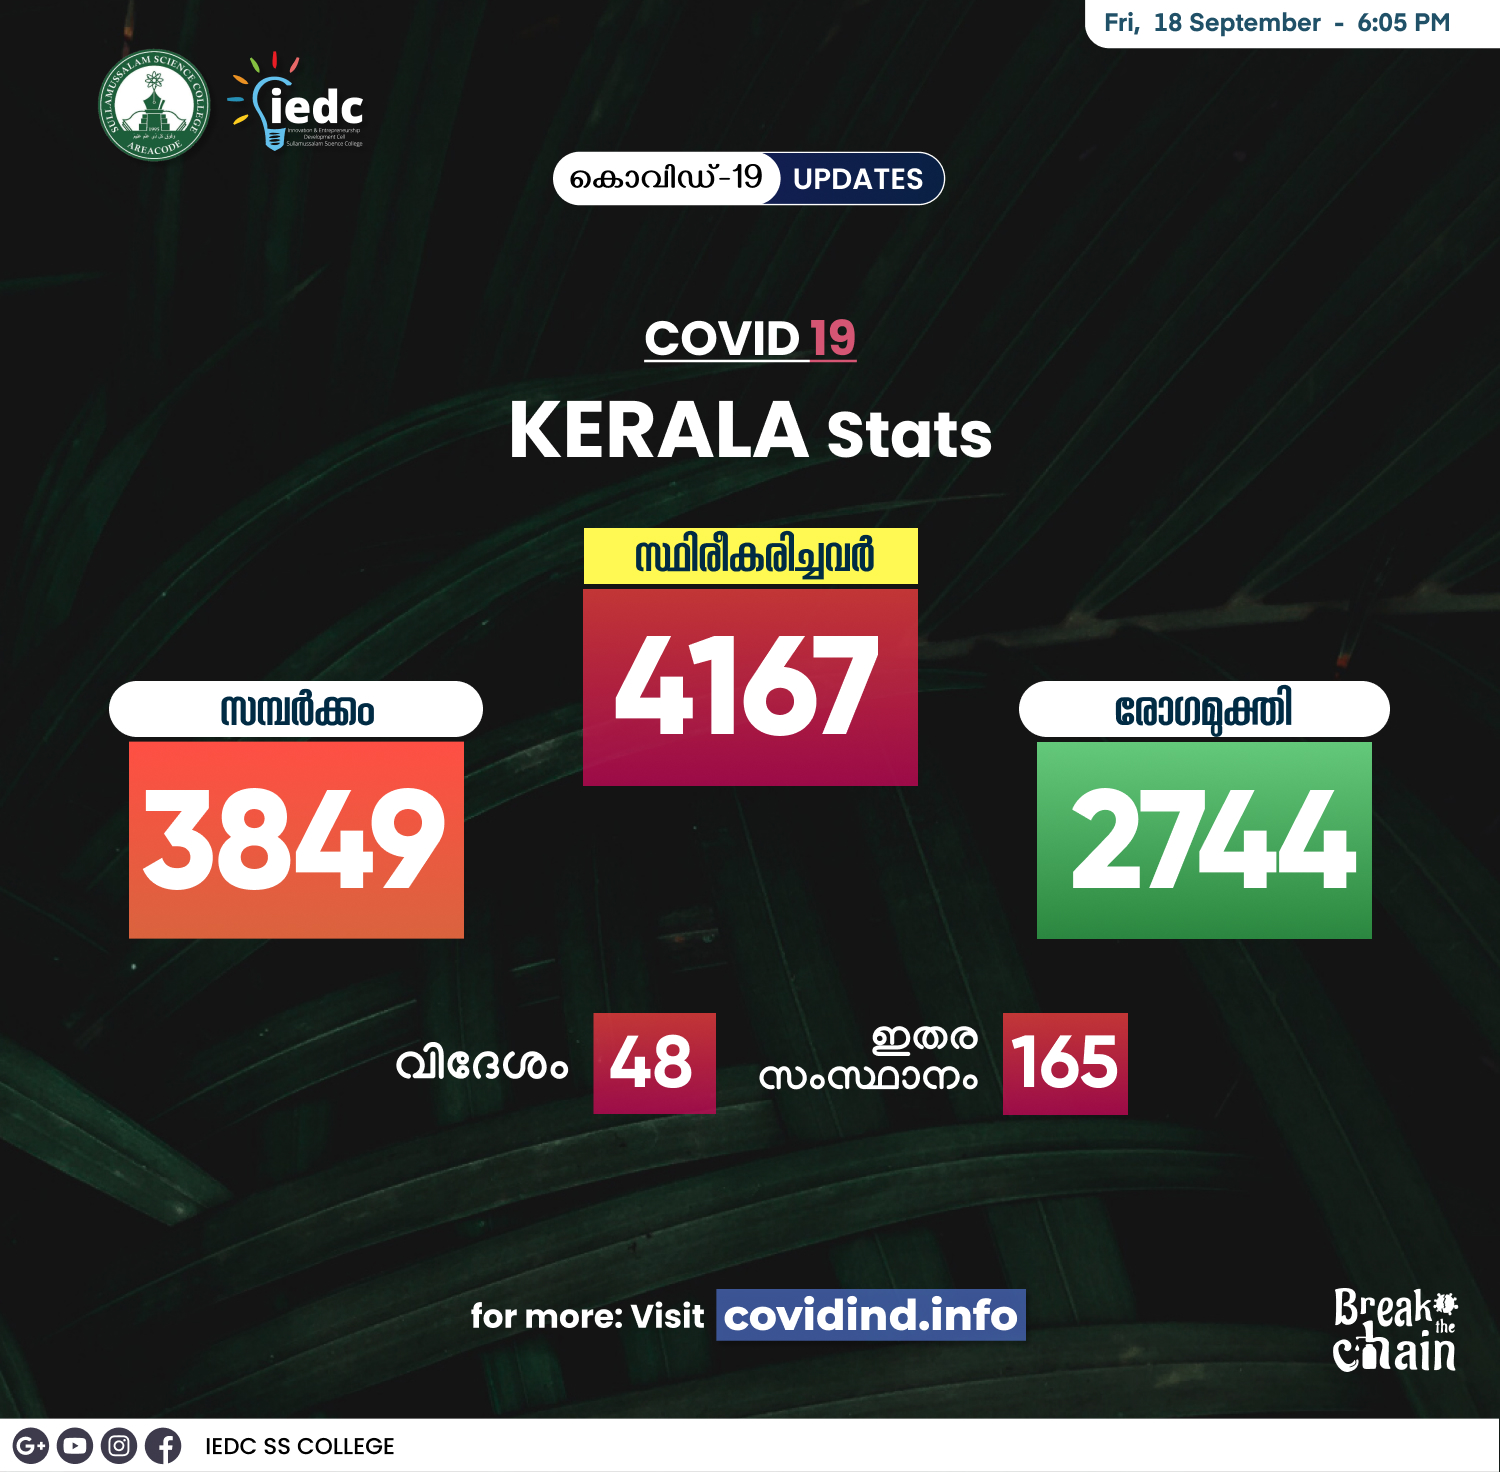 Fri, 18 September - 6:05 PM
SULLAMUSSALAM SCIENCE COLLEGE
1995
AREACODE
iedc
Innovation & Entrepreneurship
Development Cell
Sullamussalam Science College
കൊവിഡ്-19 UPDATES
COVID 19
KERALA Stats
സ്ഥിരീകരിച്ചവർ
4167
സമ്പർക്കം
3849
രോഗമുക്തി
2744
വിദേശം 48
ഇതര
സംസ്ഥാനം 165
for more: Visit covidind.info
Break
the
chain
G+ IEDC SS COLLEGE